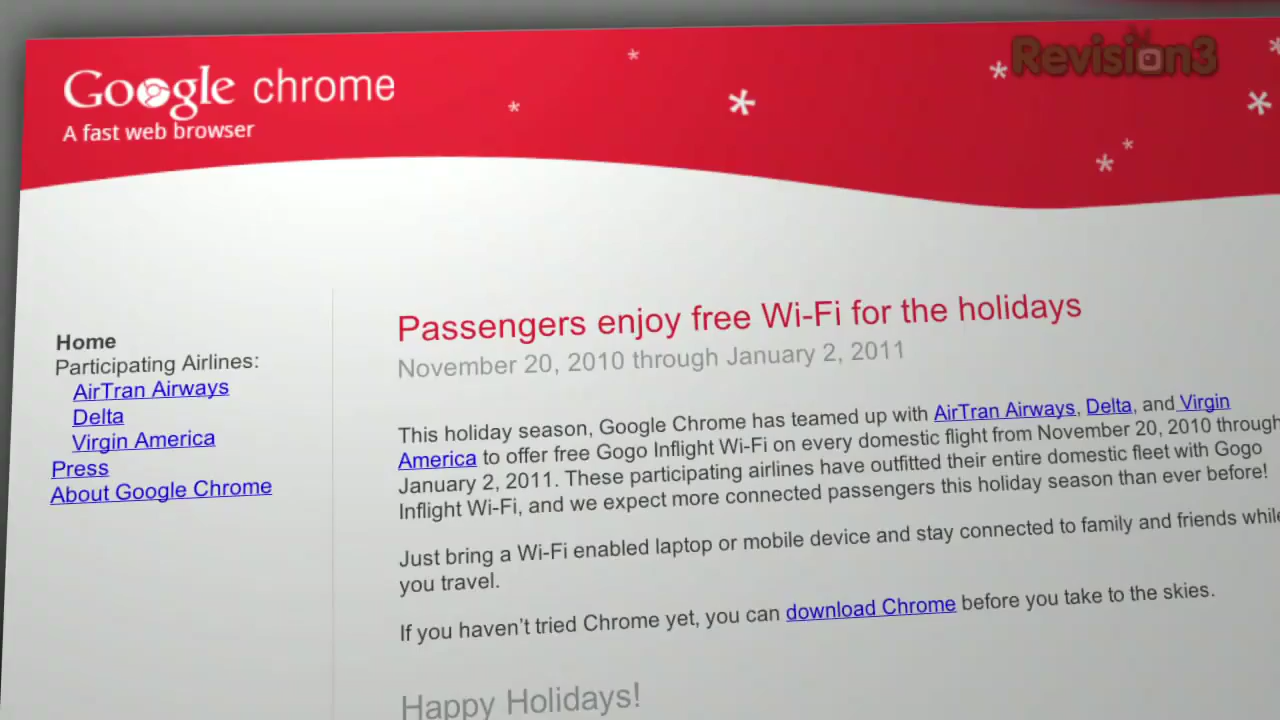 Google chrome
A fast web browser
Revision3
Home
Participating Airlines:
AirTran Airways
Delta
Virgin America
Press
About Google Chrome
Passengers enjoy free Wi-Fi for the holidays
November 20, 2010 through January 2, 2011
This holiday season, Google Chrome has teamed up with AirTran Airways, Delta, and Virgin
America to offer free Gogo Inflight Wi-Fi on every domestic flight from November 20, 2010 through
January 2, 2011. These participating airlines have outfitted their entire domestic fleet with Gogo
Inflight Wi-Fi, and we expect more connected passengers this holiday season than ever before!
Just bring a Wi-Fi enabled laptop or mobile device and stay connected to family and friends while
you travel.
If you haven't tried Chrome yet, you can download Chrome before you take to the skies.
Happy Holidays!